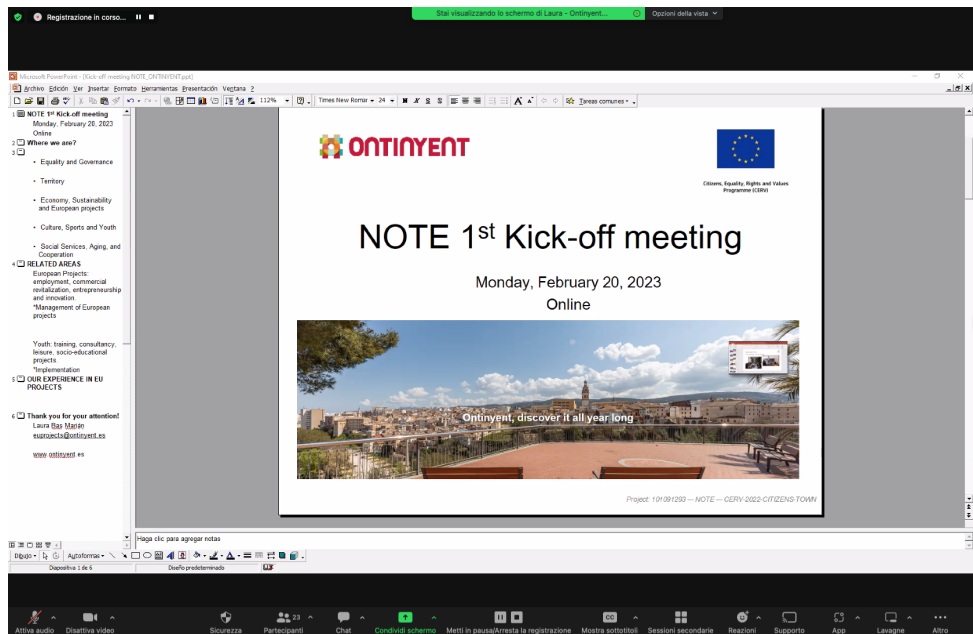 Registrazione in corso...
Stai visualizzando lo schermo di Laura - Ontinyent...
Opzioni della vista
Microsoft PowerPoint - [Kick-off meeting NOTE_ONTINYENT.ppt]
Archivo Edición Ver Insertar Formato Herramientas Presentación Ventana ?
112%
Times New Roman
24
N K S S
Tareas comunes
1 NOTE 1st Kick-off meeting
Monday, February 20, 2023
Online
2 Where we are?
3
• Equality and Governance
• Territory
• Economy, Sustainability
and European projects
• Culture, Sports and Youth
• Social Services, Aging, and
Cooperation
4 RELATED AREAS
European Projects:
employment, commercial
revitalization, entrepreneurship
and innovation.
*Management of European
projects
Youth: training, consultancy,
leisure, socio-educational
projects.
*Implementation
5 OUR EXPERIENCE IN EU
PROJECTS
6 Thank you for your attention!
Laura Bas Marián
euprojects@ontinyent.es
www.ontinyent.es
ONTINYENT
Citizens, Equality, Rights and Values
Programme (CERV)
NOTE 1st Kick-off meeting
Monday, February 20, 2023
Online
Ontinyent, discover it all year long
Project: 101091293 — NOTE — CERV-2022-CITIZENS-TOWN
Haga clic para agregar notas
Dibujo Autoformas
Diapositiva 1 de 6
Diseño predeterminado
Attiva audio
Disattiva video
Sicurezza
23
Partecipanti
Chat
Condividi schermo
Metti in pausa/Arresta la registrazione
CC
Mostra sottotitoli
Sessioni secondarie
Reazioni
Supporto
App
Lavagne
Altro